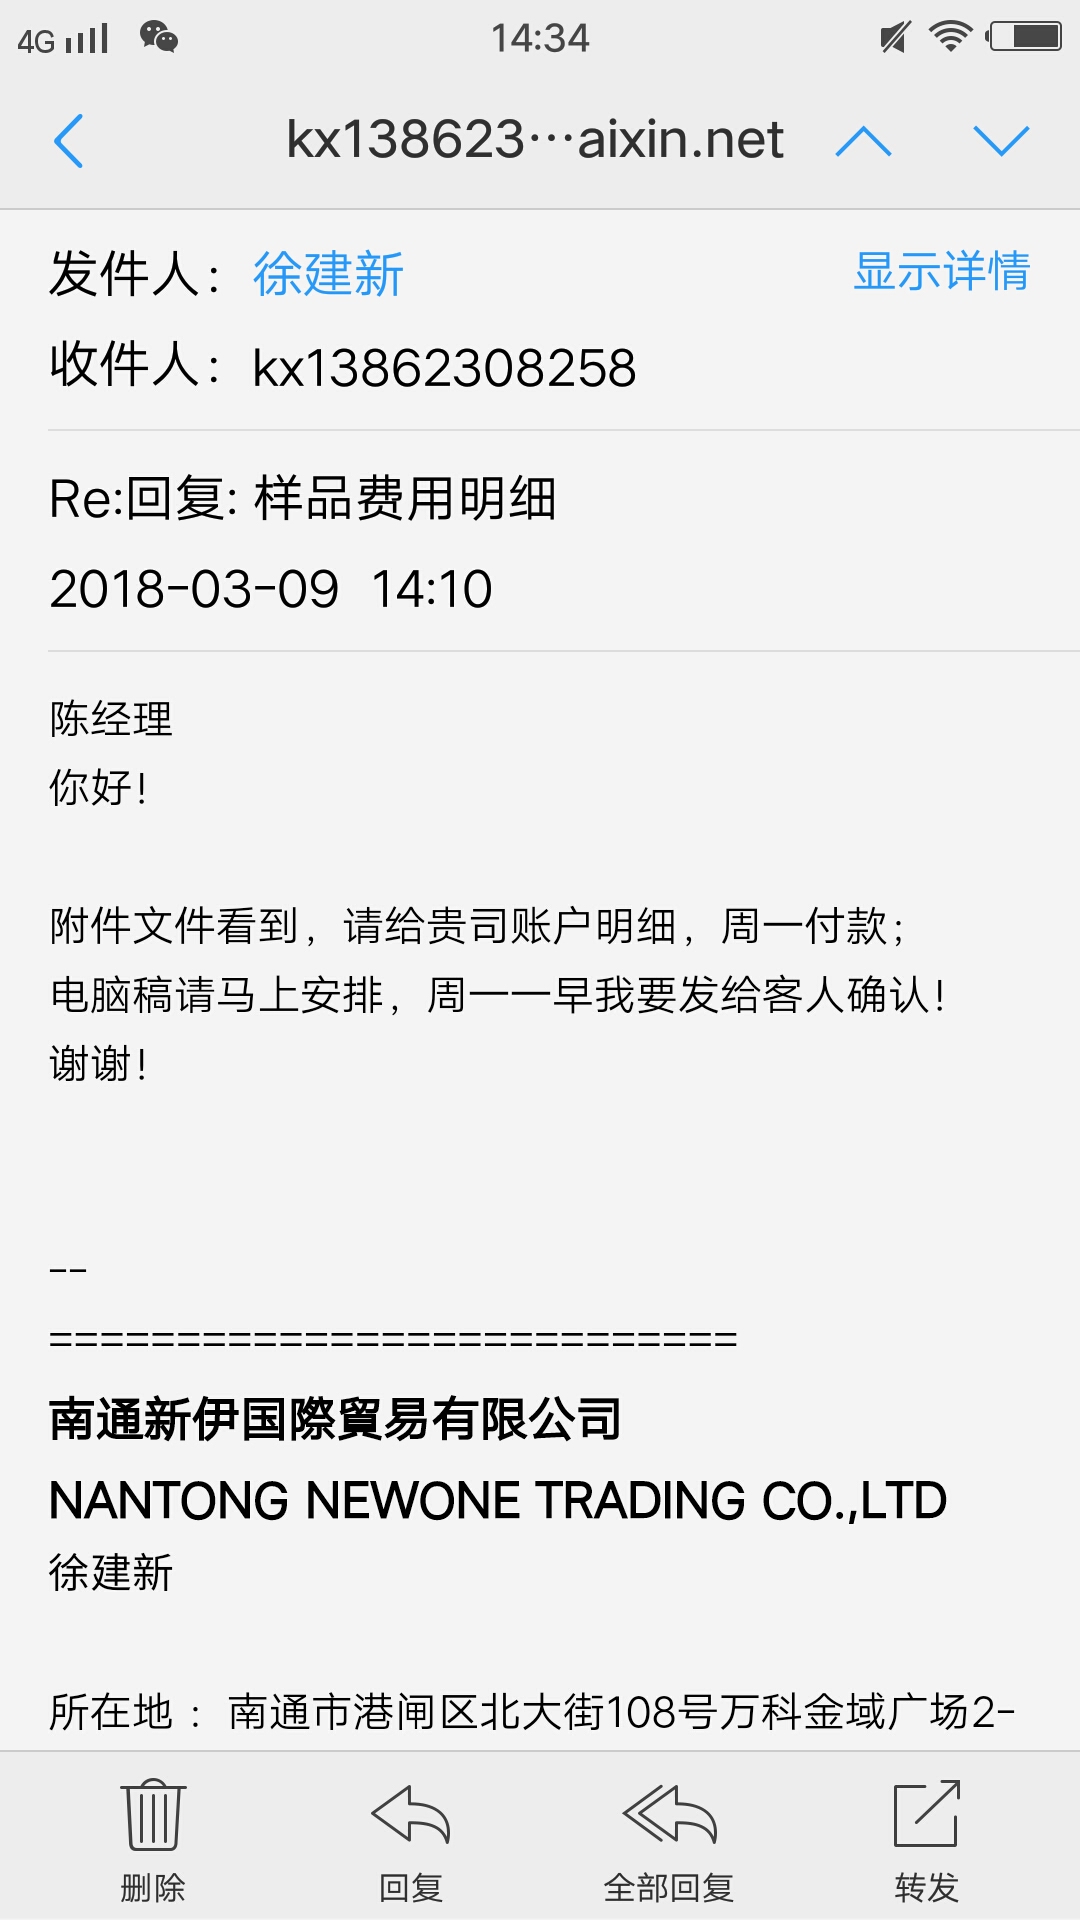 4G 14:34
kx138623…aixin.net
发件人： 徐建新 显示详情
收件人： kx13862308258
Re:回复: 样品费用明细
2018-03-09 14:10
陈经理
你好！
附件文件看到，请给贵司账户明细，周一付款；
电脑稿请马上安排，周一一早我要发给客人确认！
谢谢！
--
===========================
南通新伊国際貿易有限公司
NANTONG NEWONE TRADING CO.,LTD
徐建新
所在地 ： 南通市港闸区北大街108号万科金域广场2-
删除 回复 全部回复 转发